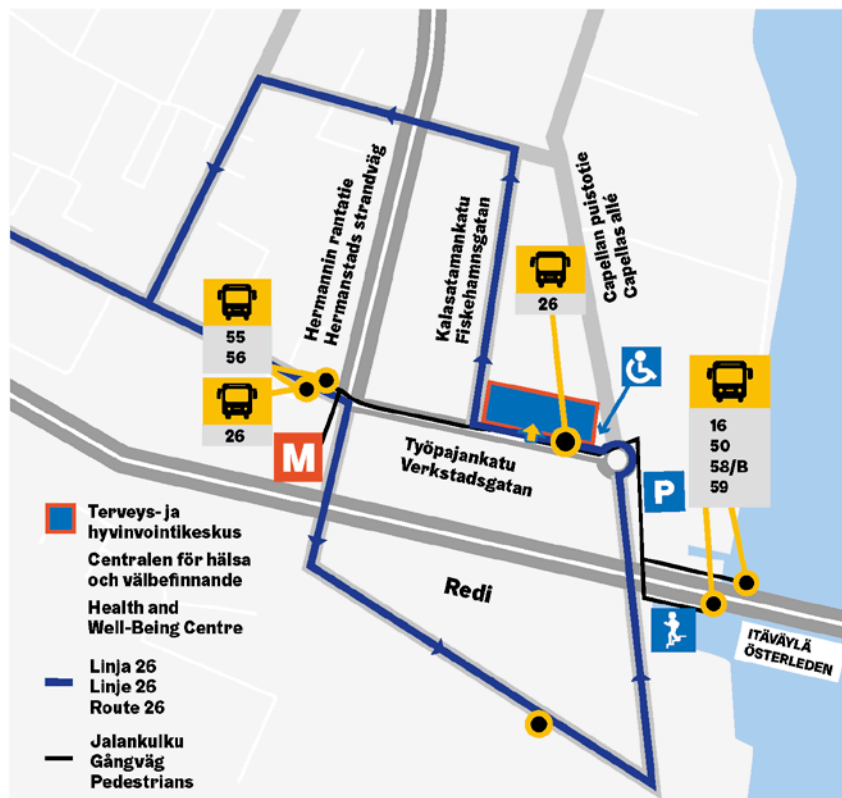 Hermannin rantatie
Hermanstads strandväg
Kalasatamankatu
Fiskehamnsgatan
Capellan puistotie
Capellas allé
55
56
26
26
16
50
58/B
59
M
Työpajankatu
Verkstadsgatan
P
Redi
ITÄVÄYLÄ
ÖSTERLEDEN
Terveys- ja
hyvinvointikeskus
Centralen för hälsa
och välbefinnande
Health and
Well-Being Centre
Linja 26
Linje 26
Route 26
Jalankulku
Gångväg
Pedestrians